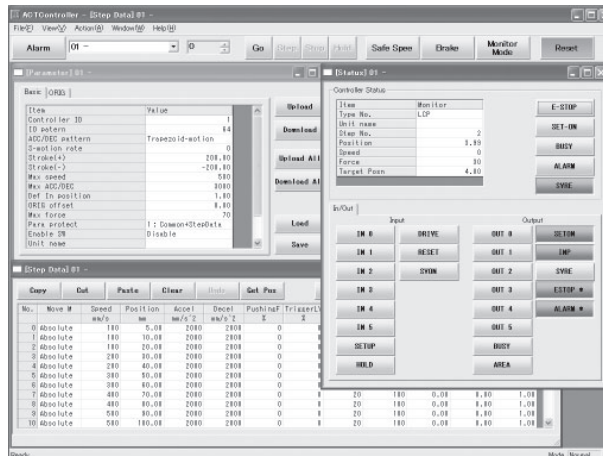 ACTController - [Step Data] 01 -
File(F) View(V) Action(A) Window(W) Help(H)
Alarm 01 - 0 Go Step Stop Hold Safe Spee Brake Monitor Mode Reset
[Parameter] 01 -
Basic ORIG
Item Value
Controller ID 1
IO patern 64
ACC/DEC pattern Trapezoid-motion
S-motion rate 0
Stroke(+) 200.00
Stroke(-) -200.00
Max speed 500
Max ACC/DEC 3000
Def In position 1.00
ORIG offset 0.00
Max force 70
Para protect 1: Common+StepData
Enable SW Disable
Unit name
Upload
Download
Upload All
Download Al
Load
Save
[Status] 01 -
Controller Status
Item Monitor
Type No. LCP
Unit name
Step No. 2
Position 3.99
Speed 0
Force 30
Target Posn 4.00
E-STOP
SET-ON
BUSY
ALARM
SVRE
In/Out
Input Output
IN 0 DRIVE OUT 0 SETON
IN 1 RESET OUT 1 INP
IN 2 SVON OUT 2 SVRE
IN 3 OUT 3 ESTOP *
IN 4 OUT 4 ALARM *
IN 5 OUT 5
SETUP BUSY
HOLD AREA
[Step Data] 01 -
Copy Cut Paste Clear Undo Get Pos
No. Move M Speed Position Accel Decel PushingF TriggerL
mm/s mm mm/s^2 mm/s^2 % %
0 Absolute 100 5.00 2000 2000 0
1 Absolute 100 10.00 2000 2000 0
2 Absolute 100 20.00 2000 2000 0
3 Absolute 200 30.00 2000 2000 0
4 Absolute 200 40.00 2000 2000 0
5 Absolute 300 50.00 2000 2000 0
6 Absolute 300 60.00 2000 2000 0
7 Absolute 400 70.00 2000 2000 0 20 100 0.00 0.00 1.00
8 Absolute 400 80.00 2000 2000 0 20 100 0.00 0.00 1.00
9 Absolute 500 90.00 2000 2000 0 20 100 0.00 0.00 1.00
10 Absolute 500 100.00 2000 2000 0 20 100 0.00 0.00 1.00
Ready Mode Normal